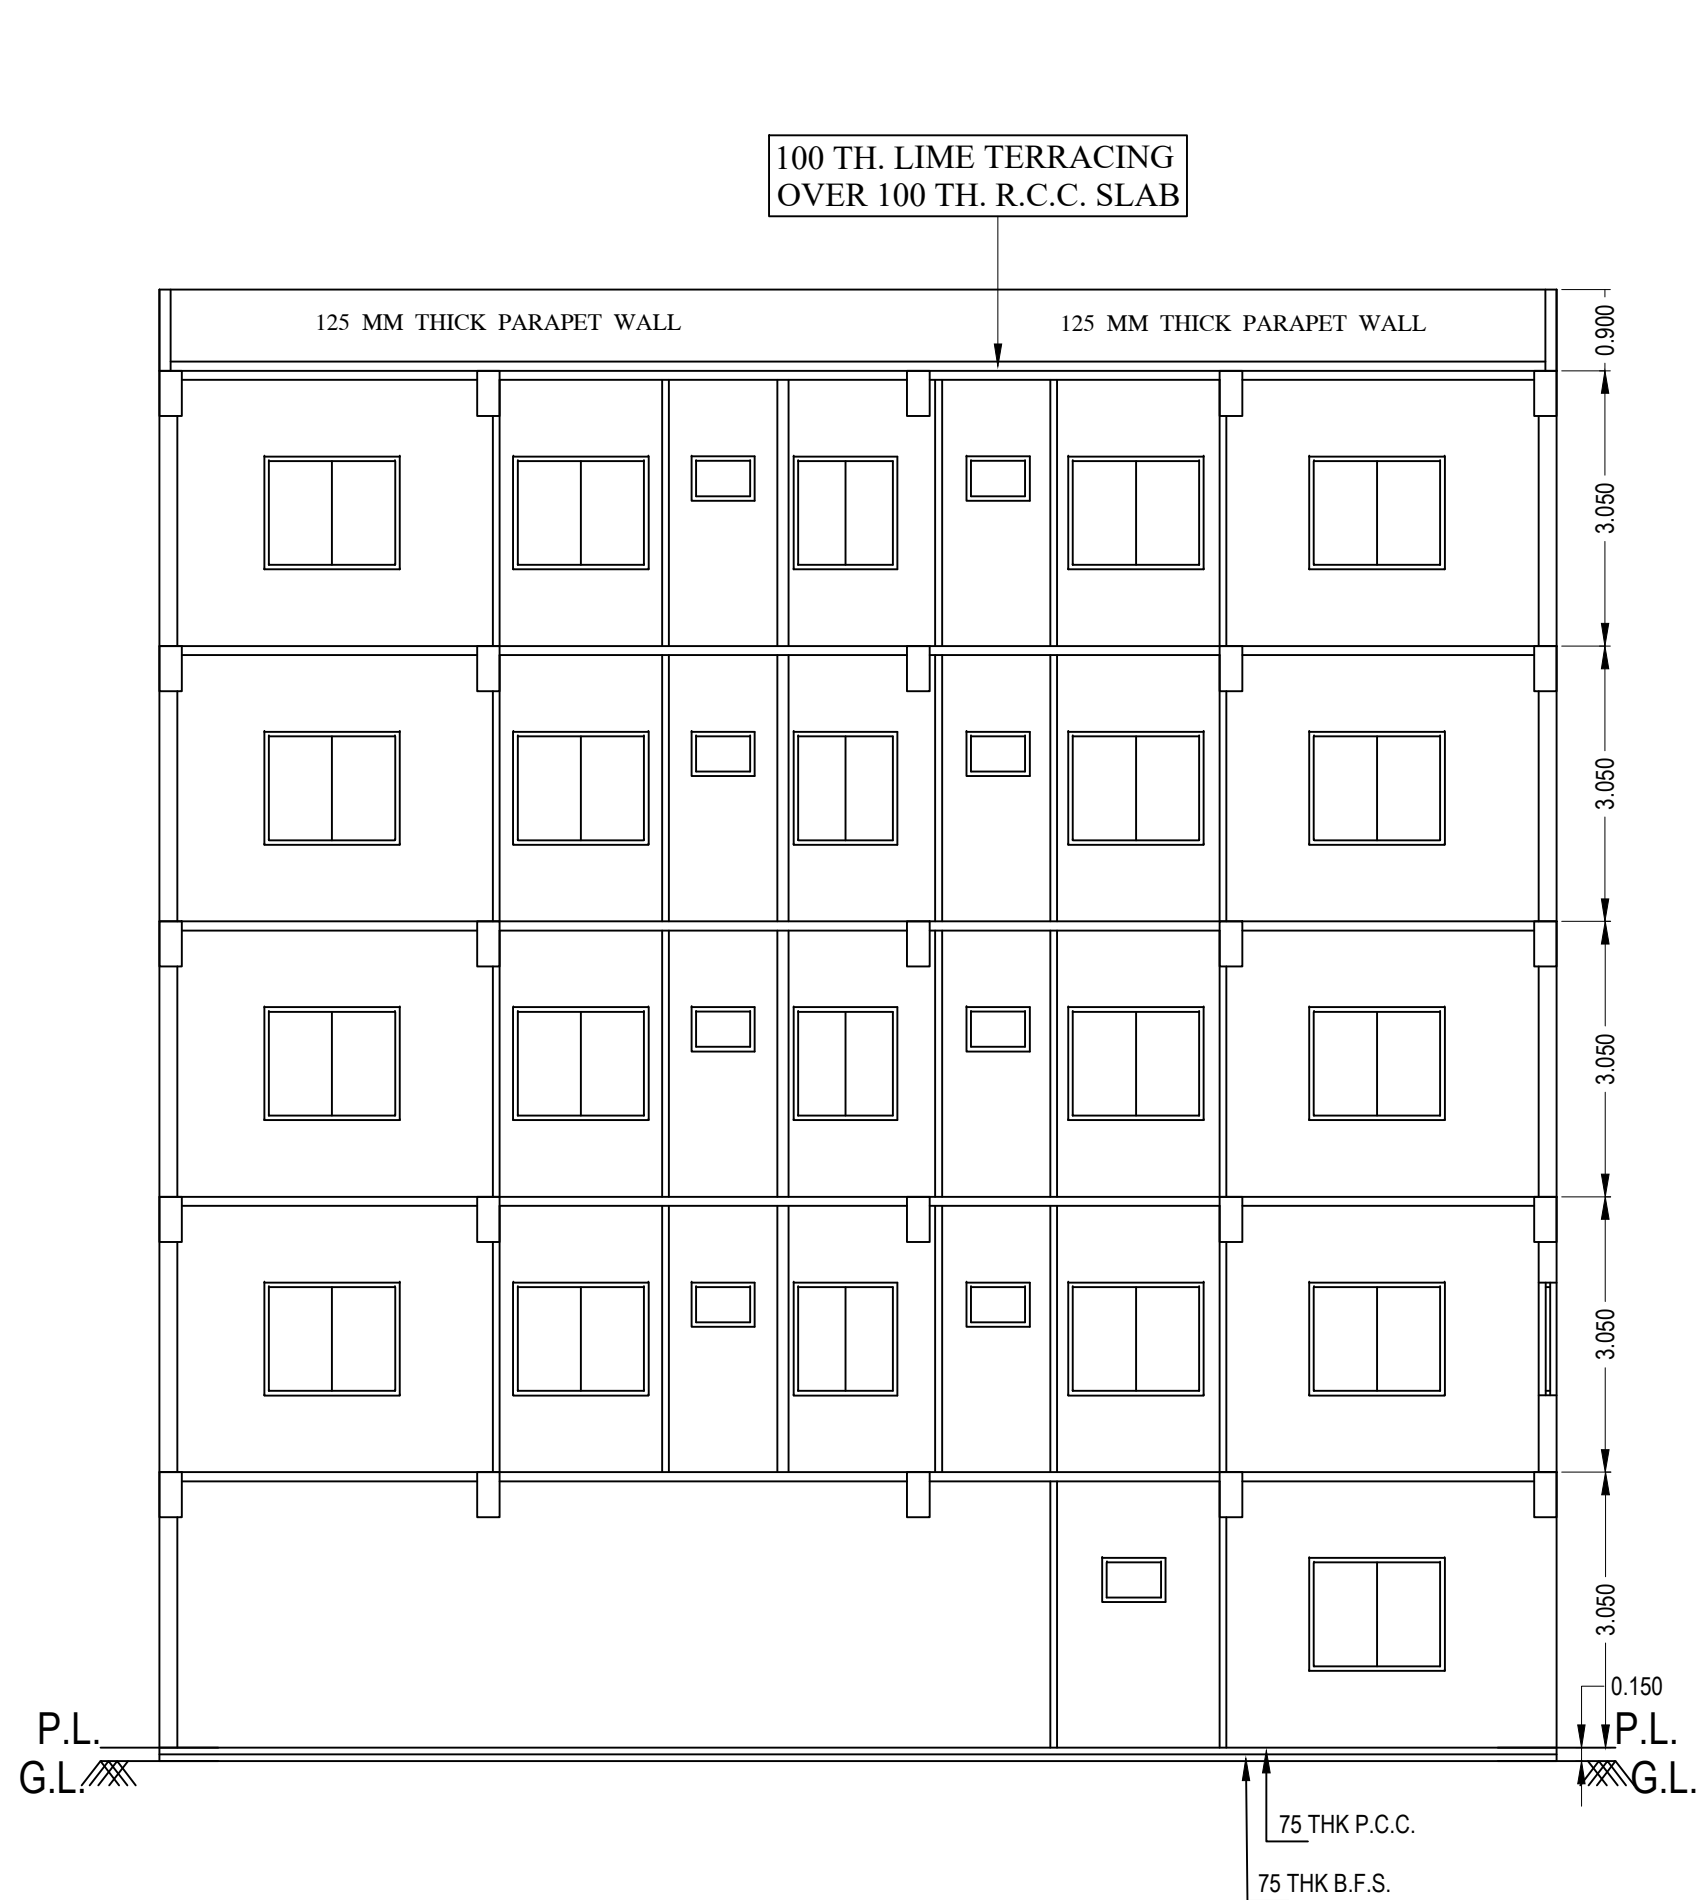 100 TH. LIME TERRACING
OVER 100 TH. R.C.C. SLAB
125 MM THICK PARAPET WALL
125 MM THICK PARAPET WALL
0.900
3.050
3.050
3.050
3.050
3.050
0.150
P.L.
P.L.
G.L.
G.L.
75 THK P.C.C.
75 THK B.F.S.